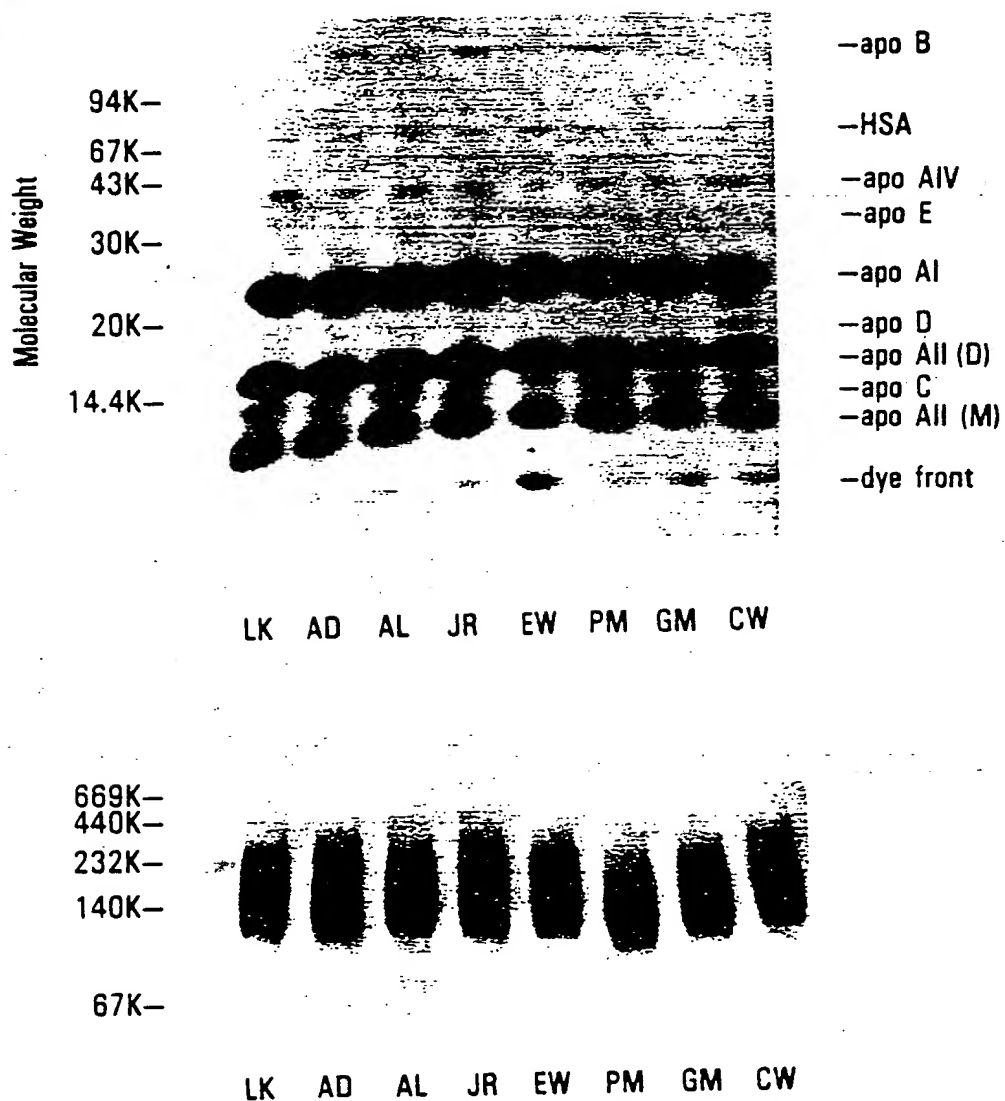 Molecular Weight
94K—
67K—
43K—
30K—
20K—
14.4K—
—apo B
—HSA
—apo AIV
—apo E
—apo AI
—apo D
—apo AII (D)
—apo C
—apo AII (M)
—dye front
LK AD AL JR EW PM GM CW
669K—
440K—
232K—
140K—
67K—
LK AD AL JR EW PM GM CW